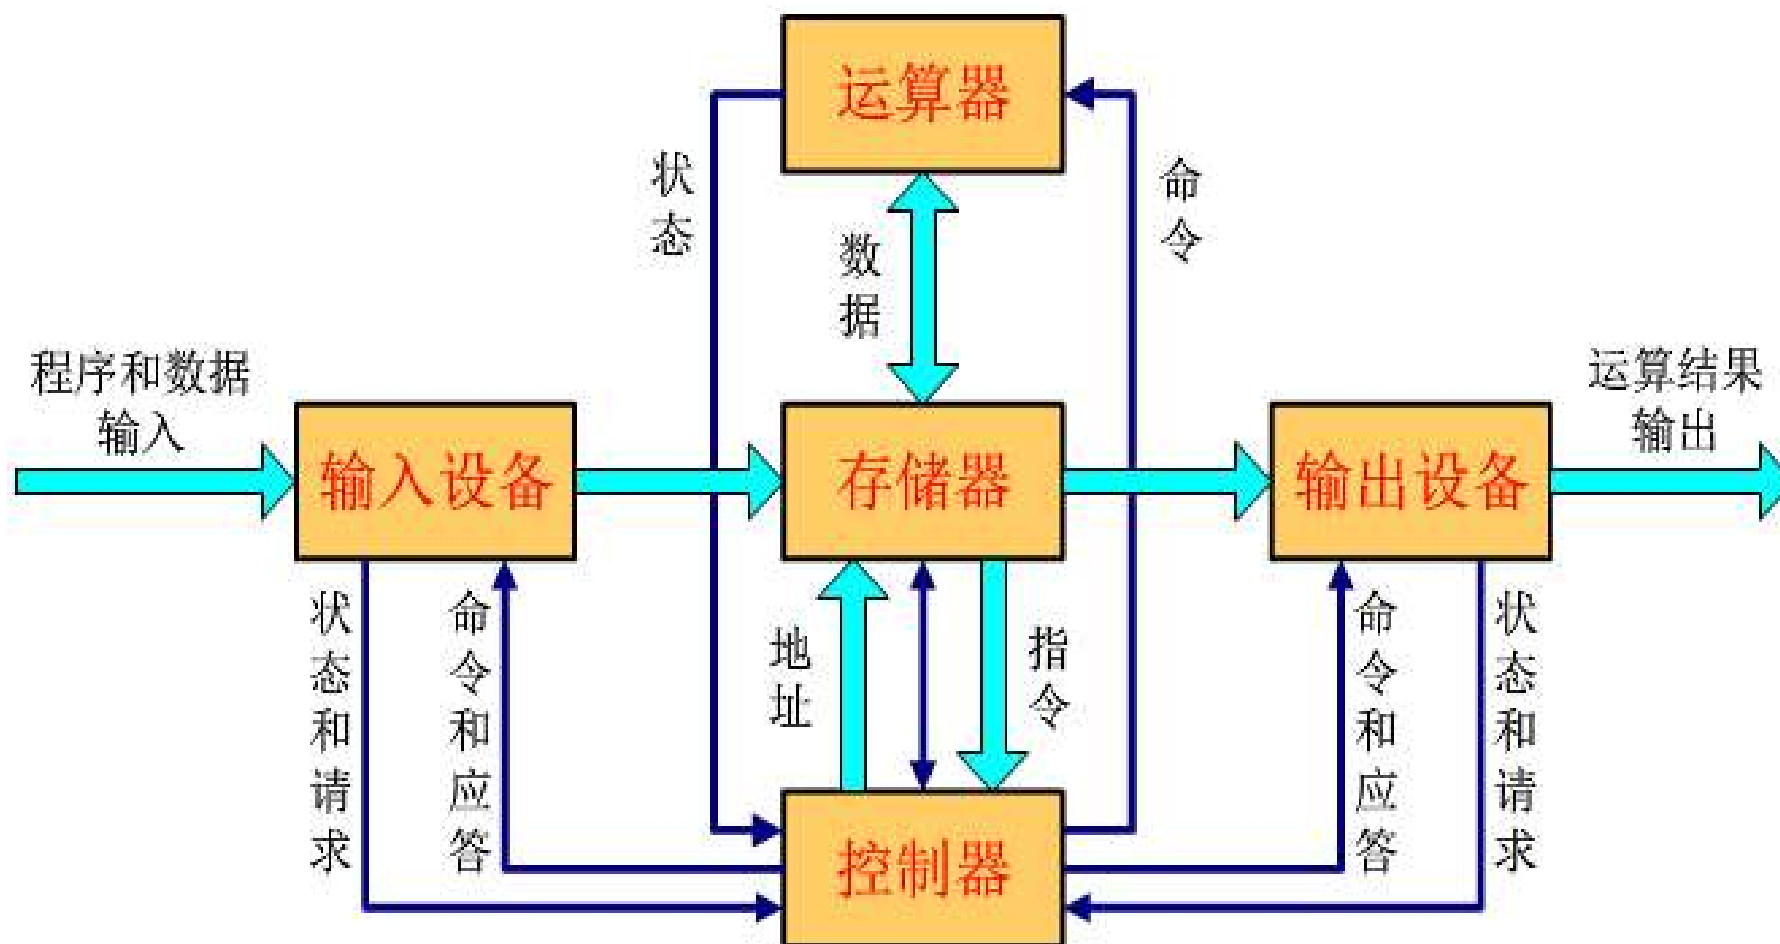 运算器
状态
命令
数据
程序和数据
输入
运算结果
输出
输入设备
存储器
输出设备
状态和请求
命令和应答
地址
指令
命令和应答
状态和请求
控制器